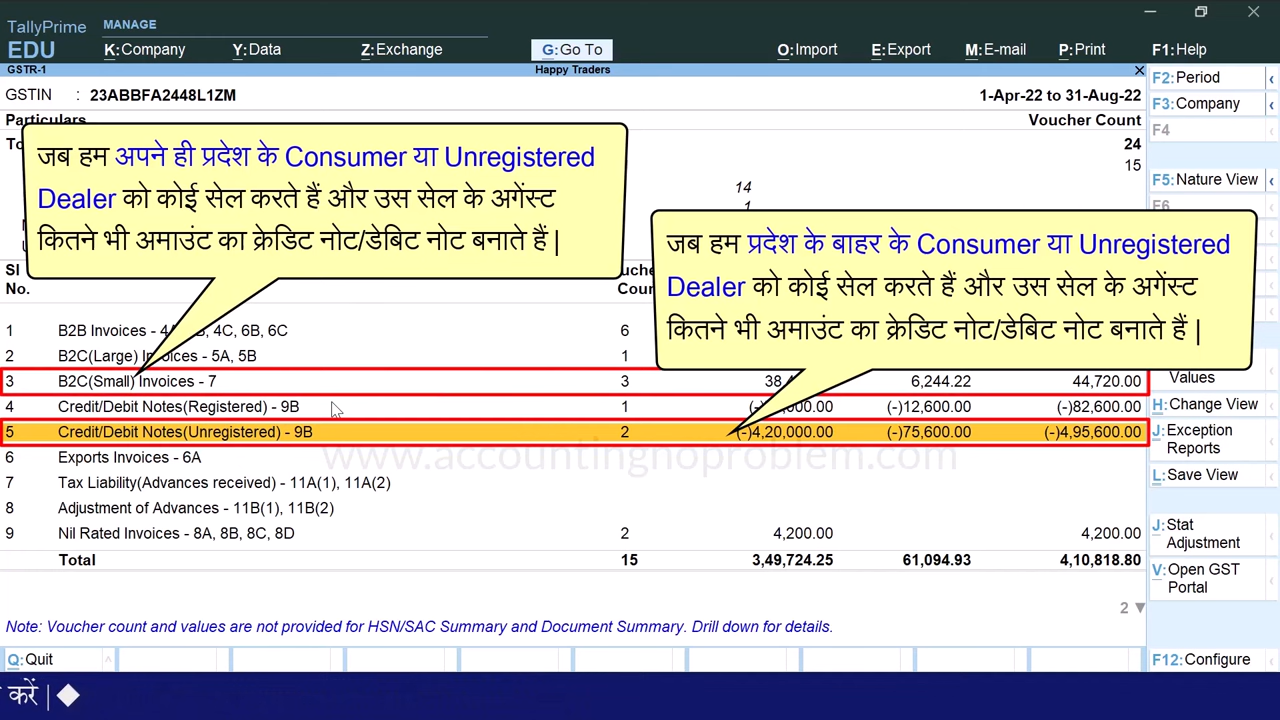 TallyPrime
EDU
MANAGE
K:Company
Y:Data
Z:Exchange
G:Go To
O:Import
E:Export
M:E-mail
P:Print
F1:Help
GSTR-1
Happy Traders
GSTIN : 23ABBFA2448L1ZM
1-Apr-22 to 31-Aug-22
Particulars
Voucher Count
24
15
14
1
जब हम अपने ही प्रदेश के Consumer या Unregistered
Dealer को कोई सेल करते हैं और उस सेल के अगेंस्ट
कितने भी अमाउंट का क्रेडिट नोट/डेबिट नोट बनाते हैं |
जब हम प्रदेश के बाहर के Consumer या Unregistered
Dealer को कोई सेल करते हैं और उस सेल के अगेंस्ट
कितने भी अमाउंट का क्रेडिट नोट/डेबिट नोट बनाते हैं |
Sl
No.
1 B2B Invoices - 6B, 6C 6
2 B2C(Large) Invoices - 5A, 5B 1
3 B2C(Small) Invoices - 7 3 6,244.22 44,720.00
4 Credit/Debit Notes(Registered) - 9B 1 (-)12,600.00 (-)82,600.00
5 Credit/Debit Notes(Unregistered) - 9B 2 (-)4,20,000.00 (-)75,600.00 (-)4,95,600.00
6 Exports Invoices - 6A
www.accountingnoproblem.com
7 Tax Liability(Advances received) - 11A(1), 11A(2)
8 Adjustment of Advances - 11B(1), 11B(2)
9 Nil Rated Invoices - 8A, 8B, 8C, 8D 2 4,200.00 4,200.00
Total 15 3,49,724.25 61,094.93 4,10,818.80
2 ▼
Note: Voucher count and values are not provided for HSN/SAC Summary and Document Summary. Drill down for details.
F2:Period
F3:Company
F4
F5:Nature View
F6
Values
H:Change View
J:Exception
Reports
L:Save View
J:Stat
Adjustment
V:Open GST
Portal
Q:Quit
F12:Configure
करें |◆